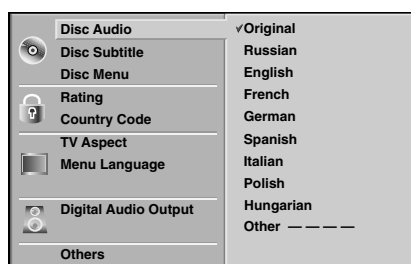 Disc Audio
Disc Subtitle
Disc Menu
Rating
Country Code
TV Aspect
Menu Language
Digital Audio Output
Others
✓Original
Russian
English
French
German
Spanish
Italian
Polish
Hungarian
Other — — — —